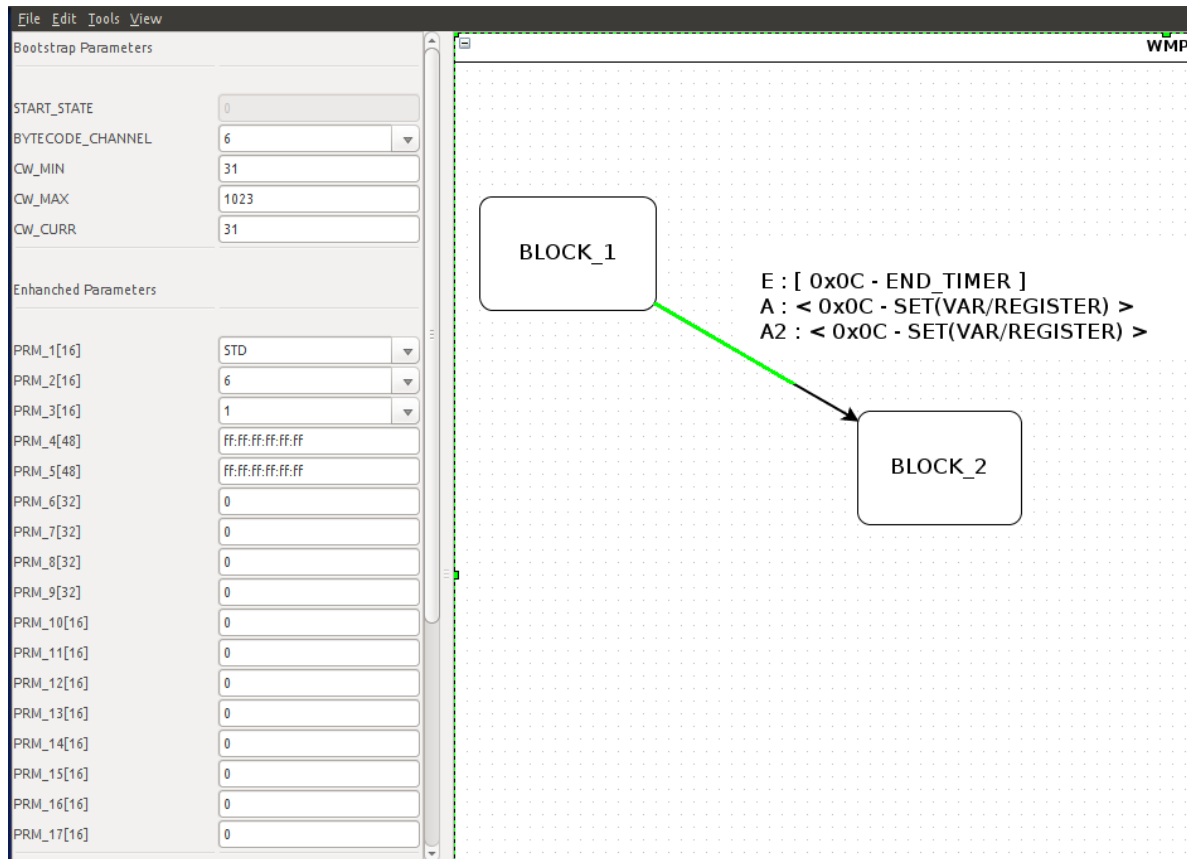 File Edit Tools View
Bootstrap Parameters
START_STATE 0
BYTECODE_CHANNEL 6
CW_MIN 31
CW_MAX 1023
CW_CURR 31
Enhanched Parameters
PRM_1[16] STD
PRM_2[16] 6
PRM_3[16] 1
PRM_4[48] ff:ff:ff:ff:ff:ff
PRM_5[48] ff:ff:ff:ff:ff:ff
PRM_6[32] 0
PRM_7[32] 0
PRM_8[32] 0
PRM_9[32] 0
PRM_10[16] 0
PRM_11[16] 0
PRM_12[16] 0
PRM_13[16] 0
PRM_14[16] 0
PRM_15[16] 0
PRM_16[16] 0
PRM_17[16] 0
WMP
BLOCK_1
E : [ 0x0C - END_TIMER ]
A : < 0x0C - SET(VAR/REGISTER) >
A2 : < 0x0C - SET(VAR/REGISTER) >
BLOCK_2